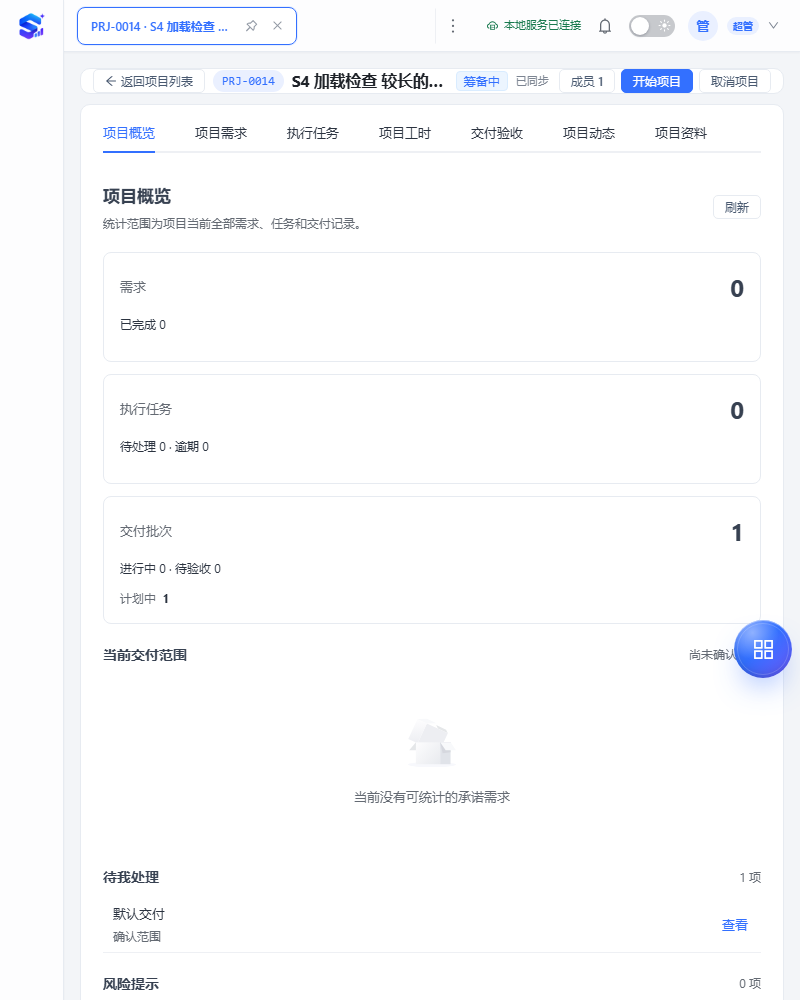 PRJ-0014 · S4 加载检查 ...
本地服务已连接
管
超管
返回项目列表
PRJ-0014
S4 加载检查 较长的...
筹备中
已同步
成员 1
开始项目
取消项目
项目概览
项目需求
执行任务
项目工时
交付验收
项目动态
项目资料
项目概览
刷新
统计范围为项目当前全部需求、任务和交付记录。
需求
0
已完成 0
执行任务
0
待处理 0 · 逾期 0
交付批次
1
进行中 0 · 待验收 0
计划中 1
当前交付范围
尚未确认
当前没有可统计的承诺需求
待我处理
1 项
默认交付
确认范围
查看
风险提示
0 项